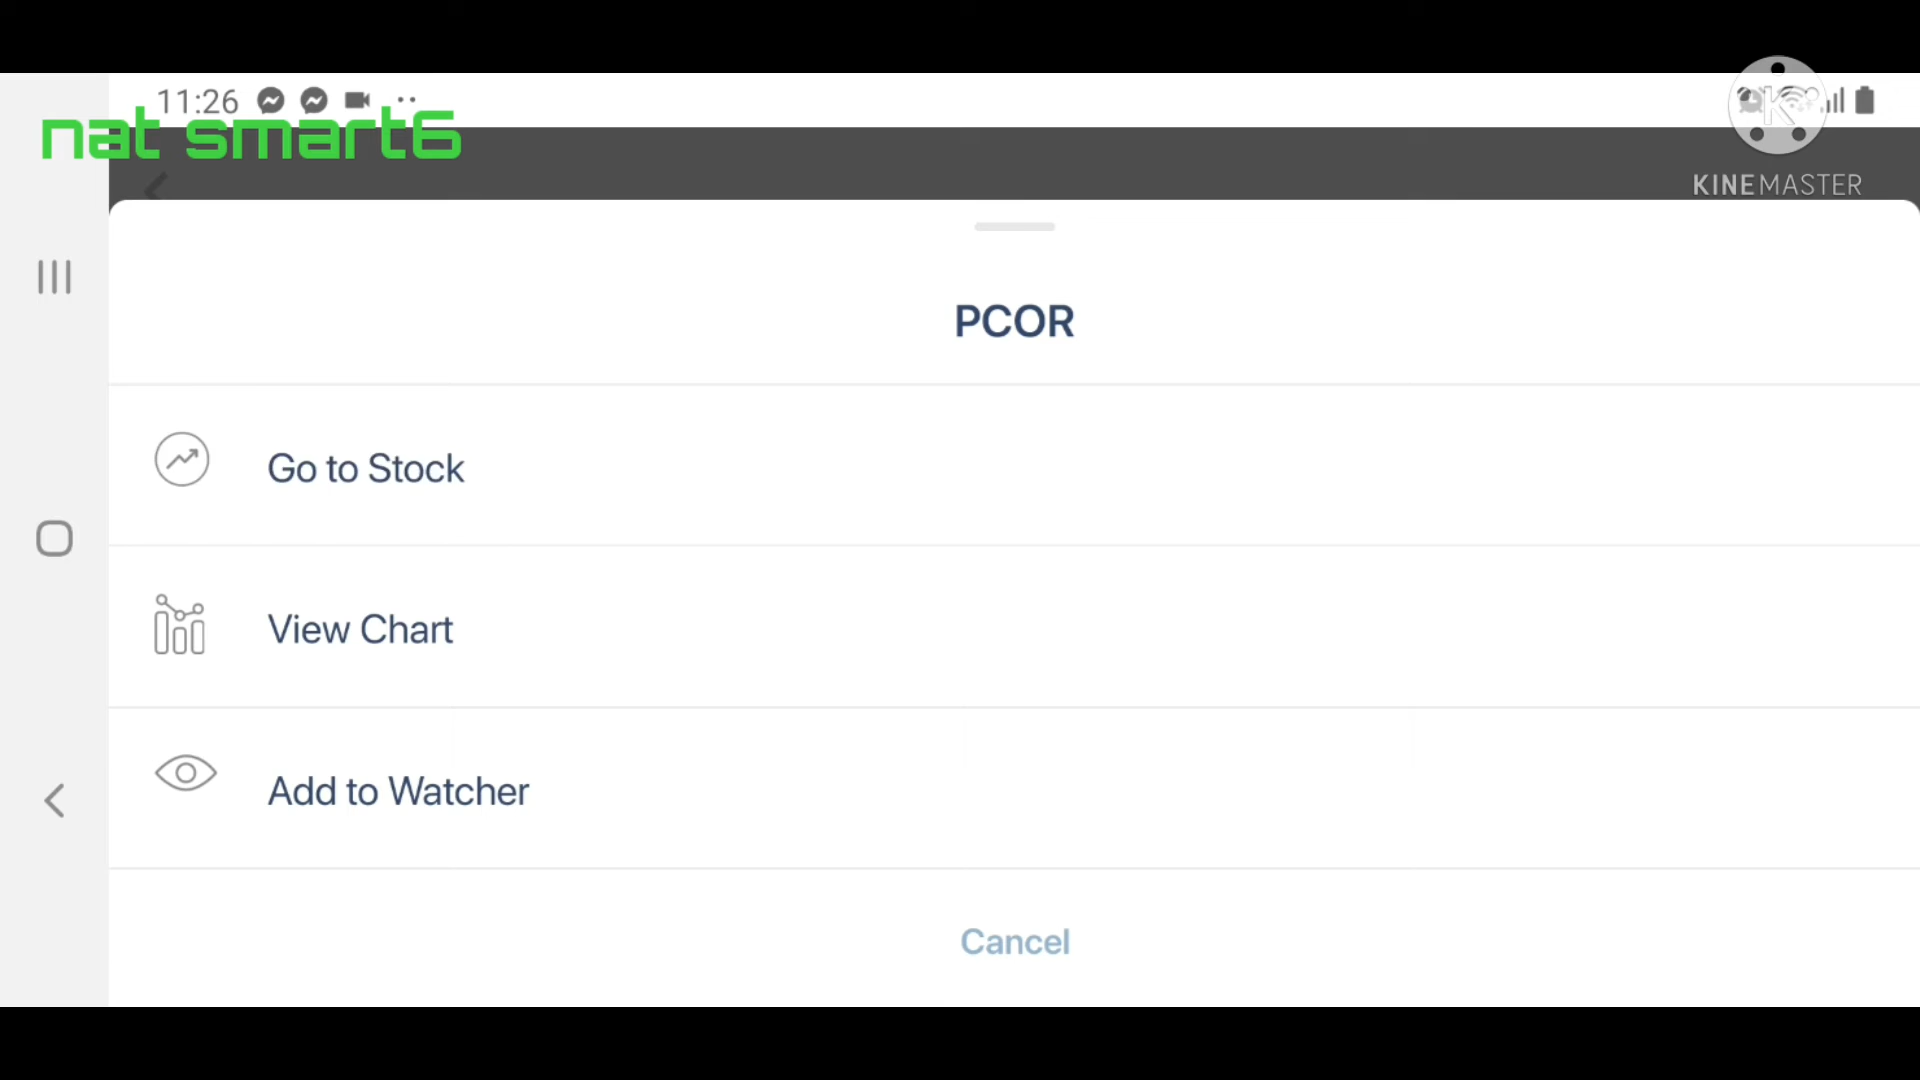 11:26
nat smart6
KINEMASTER
PCOR
Go to Stock
View Chart
Add to Watcher
Cancel